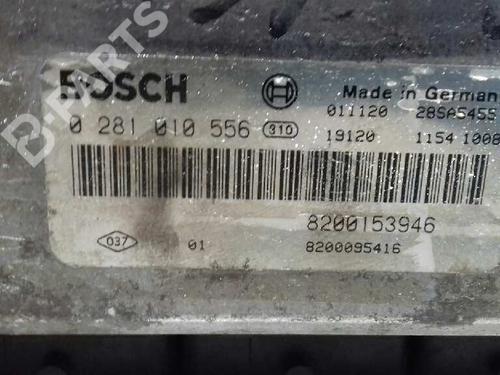 B-PARTS
BOSCH
Made in German
0 281 010 556 310
011120 28SA5455
19120 1154 1008
8200153946
037 01 8200095416